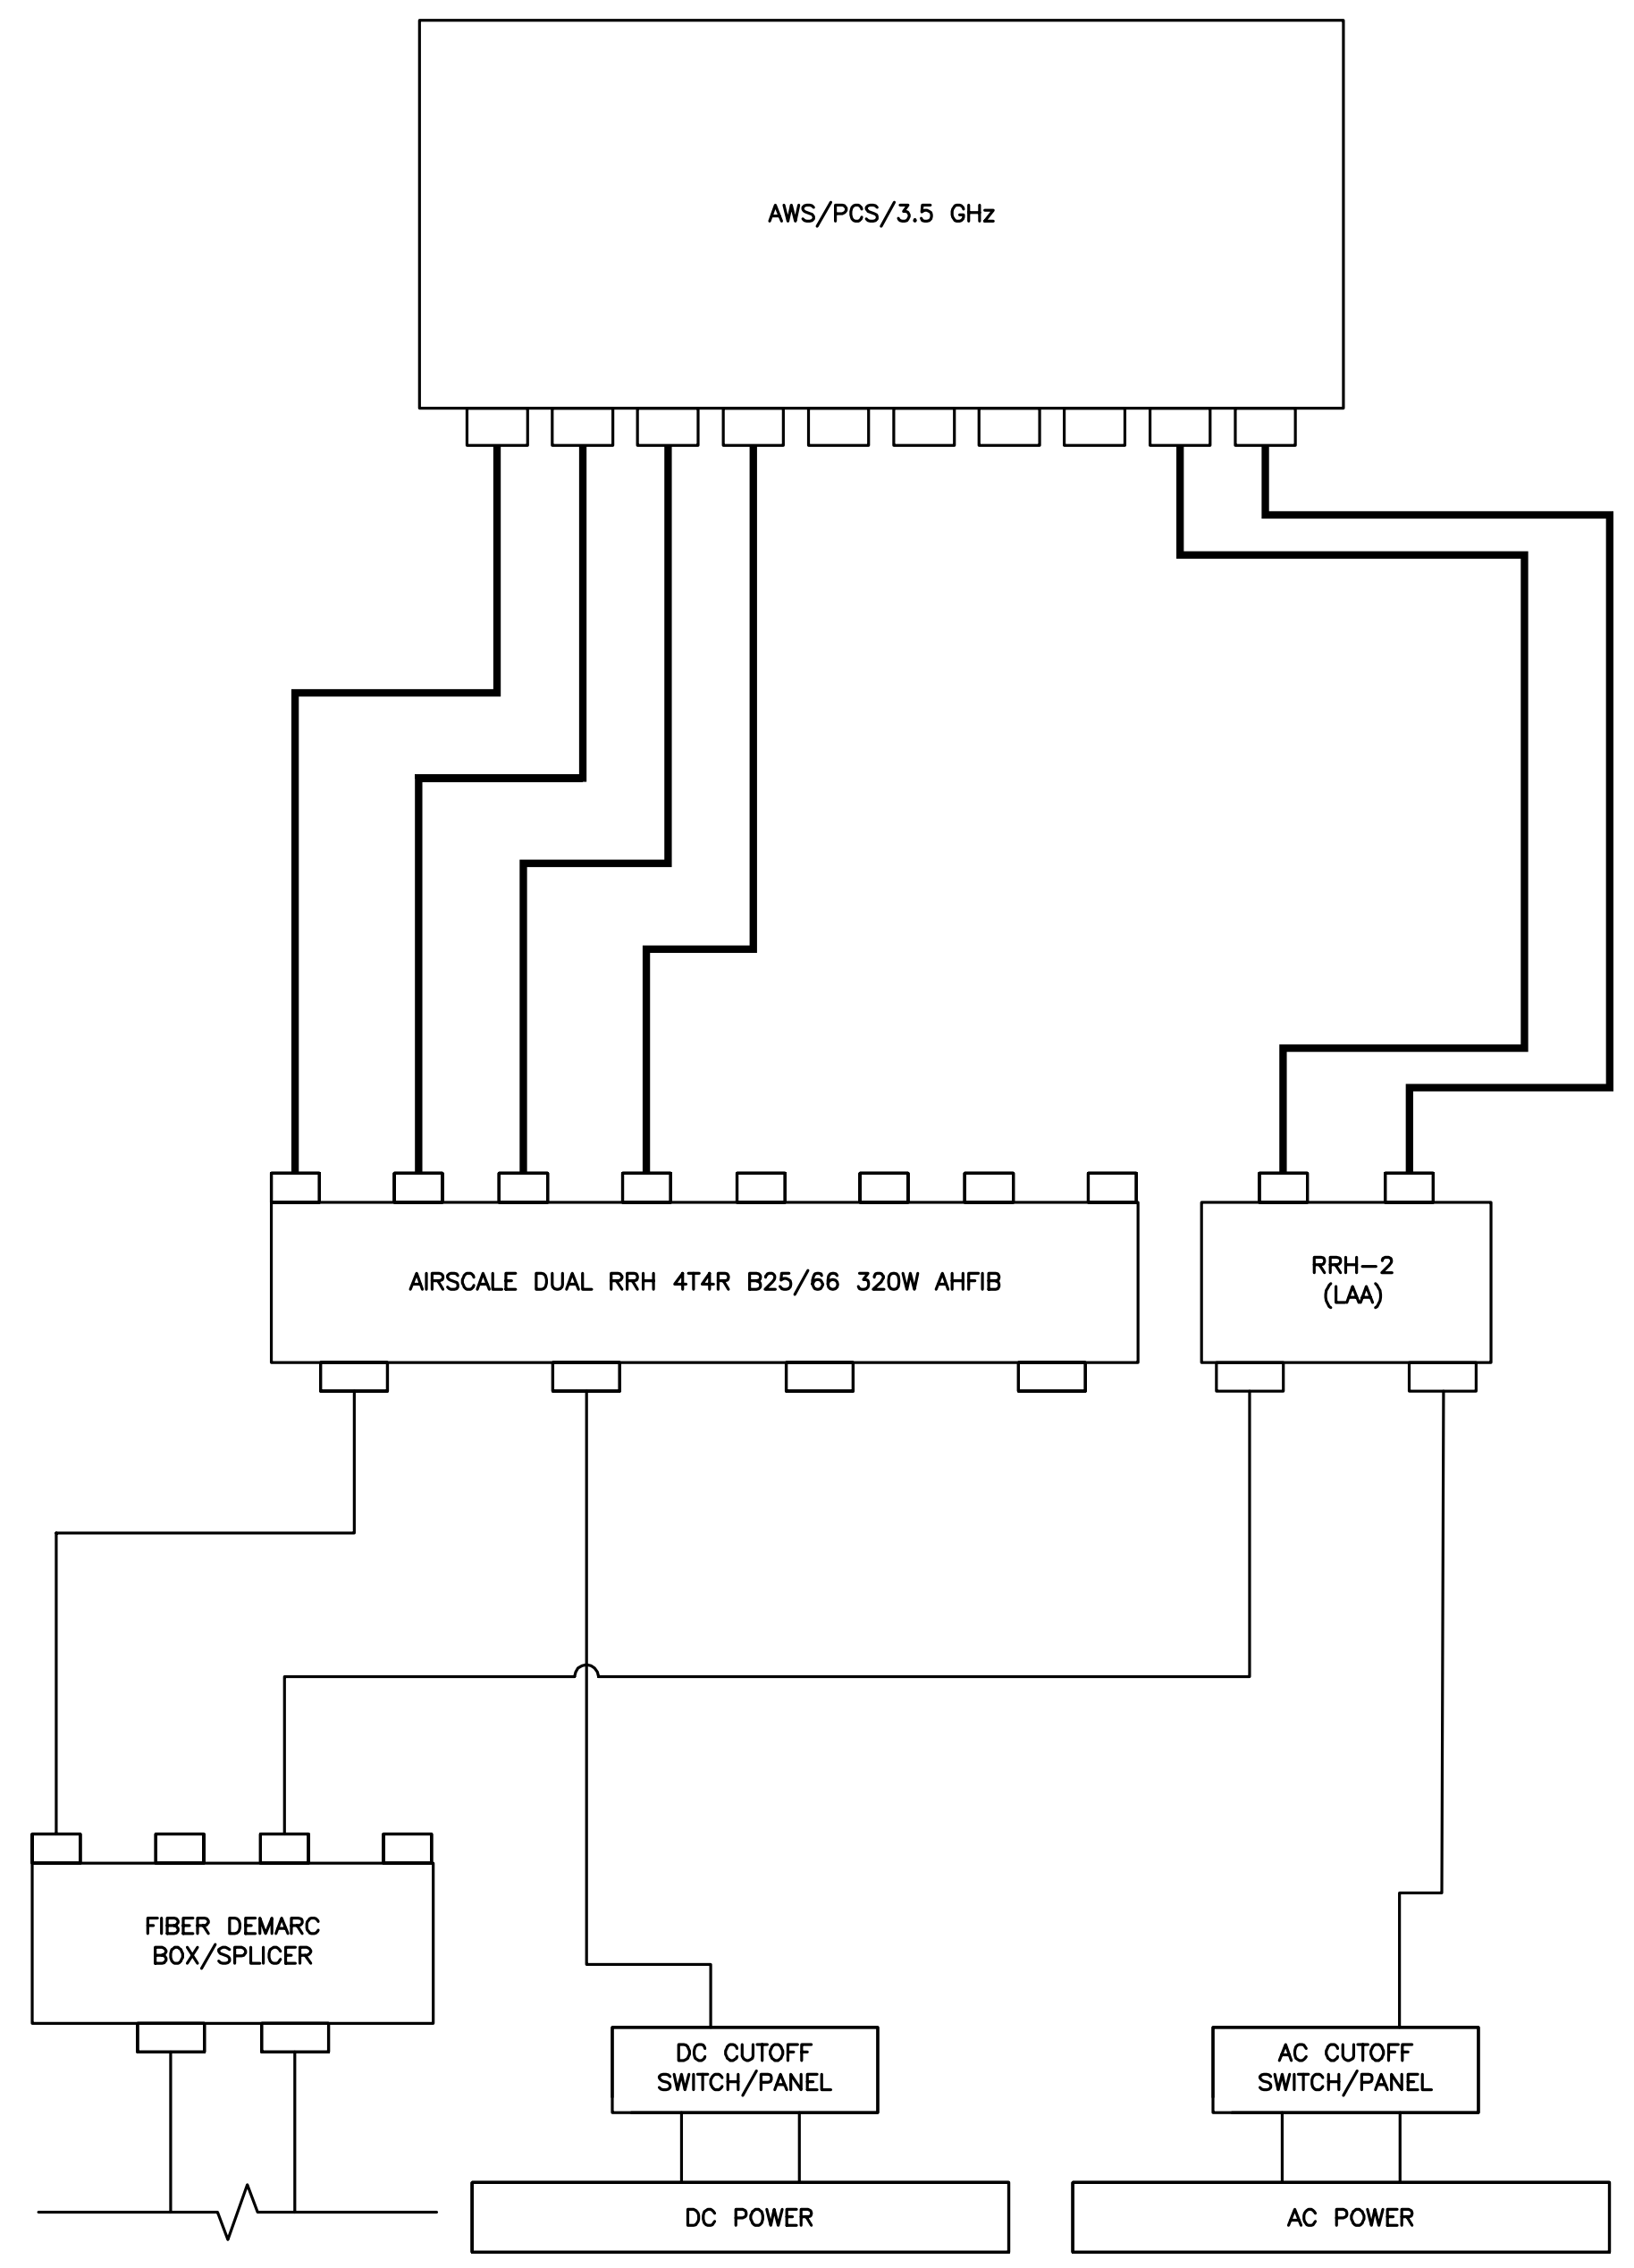 AWS/PCS/3.5 GHz
AIRSCALE DUAL RRH 4T4R B25/66 320W AHFIB
RRH-2
(LAA)
FIBER DEMARC
BOX/SPLICER
DC CUTOFF
SWITCH/PANEL
AC CUTOFF
SWITCH/PANEL
DC POWER
AC POWER